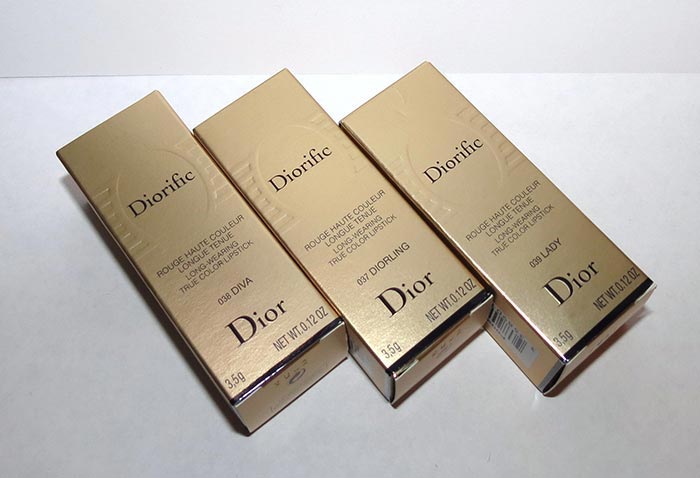 Diorific
ROUGE HAUTE COULEUR
LONGUE TENUE
LONG-WEARING
TRUE COLOR LIPSTICK
038 DIVA
Dior
3,5g NET WT.0.12 OZ
Diorific
ROUGE HAUTE COULEUR
LONGUE TENUE
LONG-WEARING
TRUE COLOR LIPSTICK
037 DIORLING
Dior
3,5g NET WT.0.12 OZ
Diorific
ROUGE HAUTE COULEUR
LONGUE TENUE
LONG-WEARING
TRUE COLOR LIPSTICK
039 LADY
Dior
3,5g NET WT.0.12 OZ